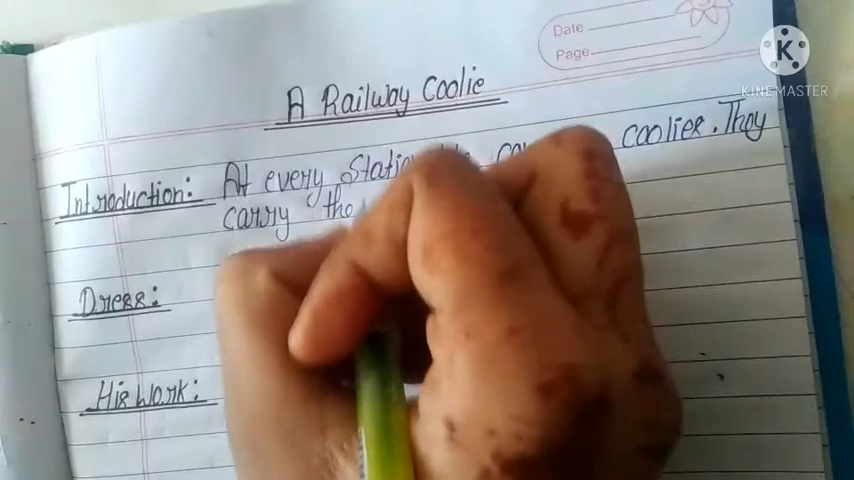 Date
Page
KINEMASTER
A Railway Coolie
Introduction: At every coolies. They
carry the
Dress:
His work: